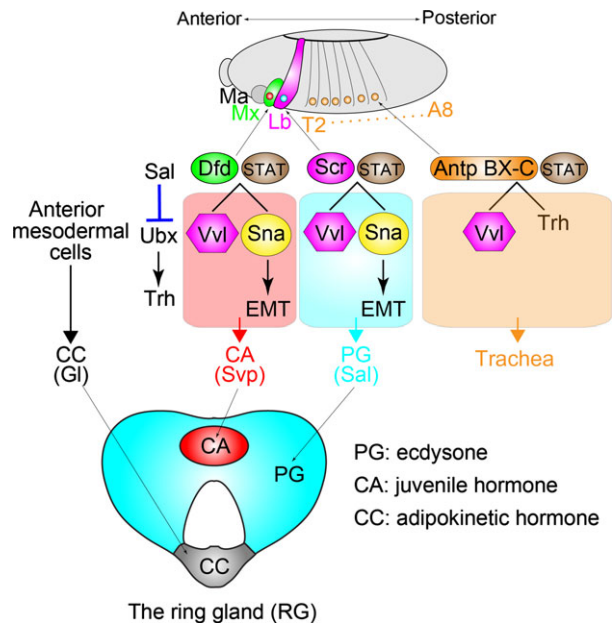 Anterior Posterior
Ma
Mx
Lb
T2 A8
Dfd STAT Scr STAT Antp BX-C STAT
Sal
Ubx
Trh
Anterior
mesodermal
cells
Vvl Sna Vvl Sna Vvl Trh
EMT EMT
CC
(Gl)
CA
(Svp)
PG
(Sal)
Trachea
CA
PG
CC
PG: ecdysone
CA: juvenile hormone
CC: adipokinetic hormone
The ring gland (RG)